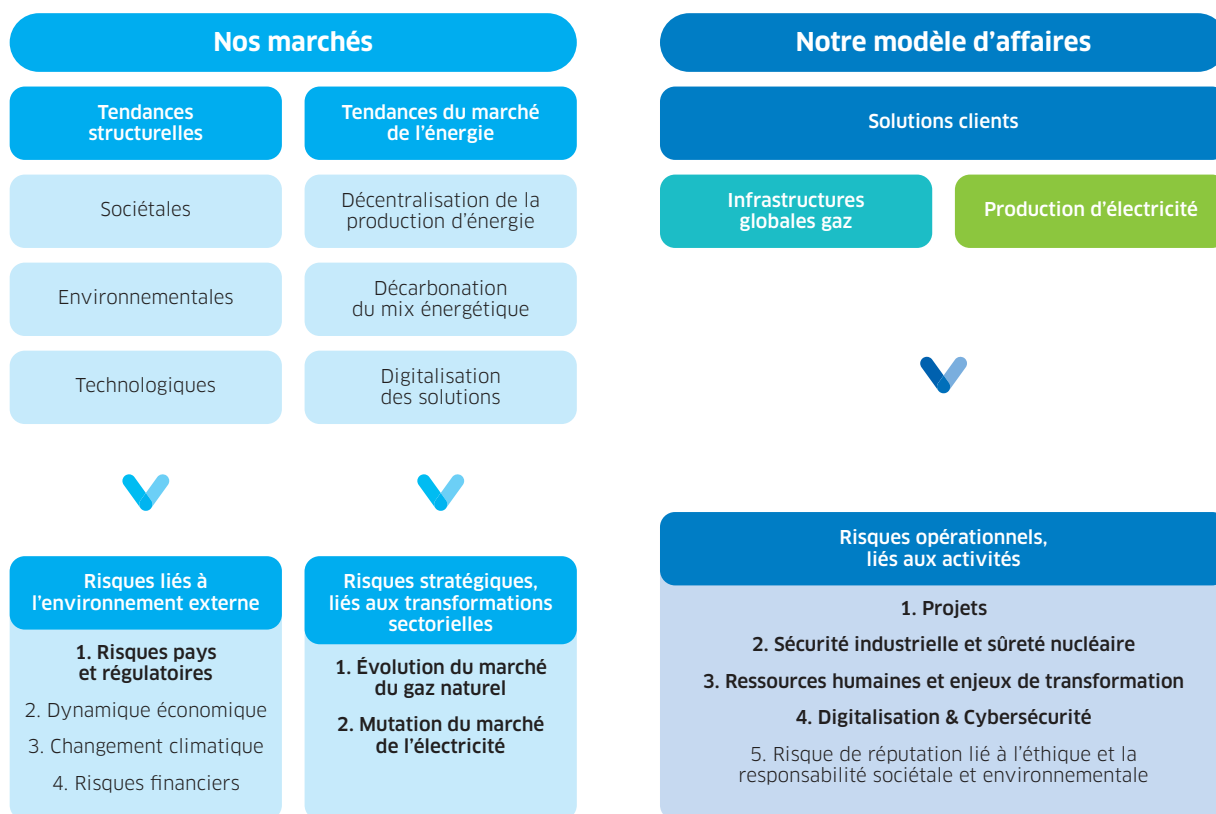 Nos marchés
Tendances
structurelles
Sociétales
Environnementales
Technologiques
Tendances du marché
de l'énergie
Décentralisation de la
production d'énergie
Décarbonation
du mix énergétique
Digitalisation
des solutions
Risques liés à
l'environnement externe
1. Risques pays
et régulatoires
2. Dynamique économique
3. Changement climatique
4. Risques financiers
Risques stratégiques,
liés aux transformations
sectorielles
1. Évolution du marché
du gaz naturel
2. Mutation du marché
de l'électricité
Notre modèle d'affaires
Solutions clients
Infrastructures
globales gaz
Production d'électricité
Risques opérationnels,
liés aux activités
1. Projets
2. Sécurité industrielle et sûreté nucléaire
3. Ressources humaines et enjeux de transformation
4. Digitalisation & Cybersécurité
5. Risque de réputation lié à l'éthique et la
responsabilité sociétale et environnementale